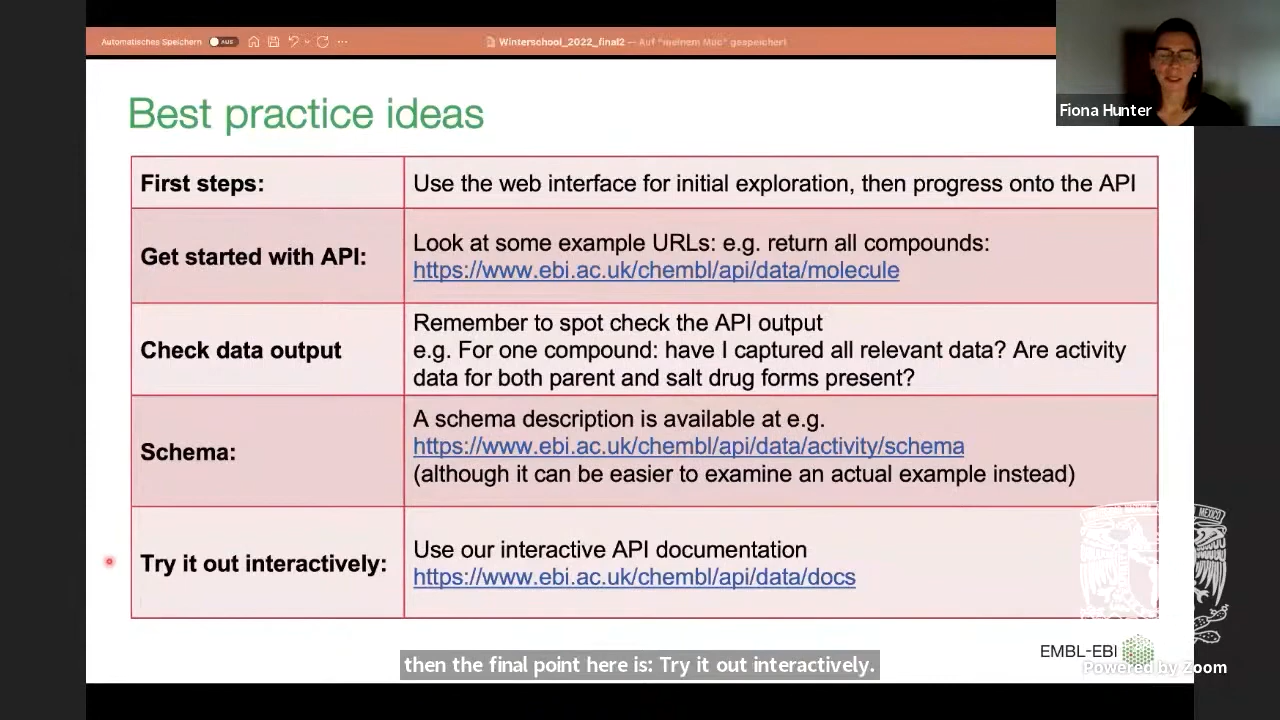 Automatisches Speichern AUS
Winterschool_2022_final2 — Auf "meinem Mac" gespeichert
Fiona Hunter
Best practice ideas
First steps:
Use the web interface for initial exploration, then progress onto the API
Get started with API:
Look at some example URLs: e.g. return all compounds:
https://www.ebi.ac.uk/chembl/api/data/molecule
Check data output
Remember to spot check the API output
e.g. For one compound: have I captured all relevant data? Are activity
data for both parent and salt drug forms present?
Schema:
A schema description is available at e.g.
https://www.ebi.ac.uk/chembl/api/data/activity/schema
(although it can be easier to examine an actual example instead)
Try it out interactively:
Use our interactive API documentation
https://www.ebi.ac.uk/chembl/api/data/docs
EMBL-EBI
Powered by Zoom
then the final point here is: Try it out interactively.